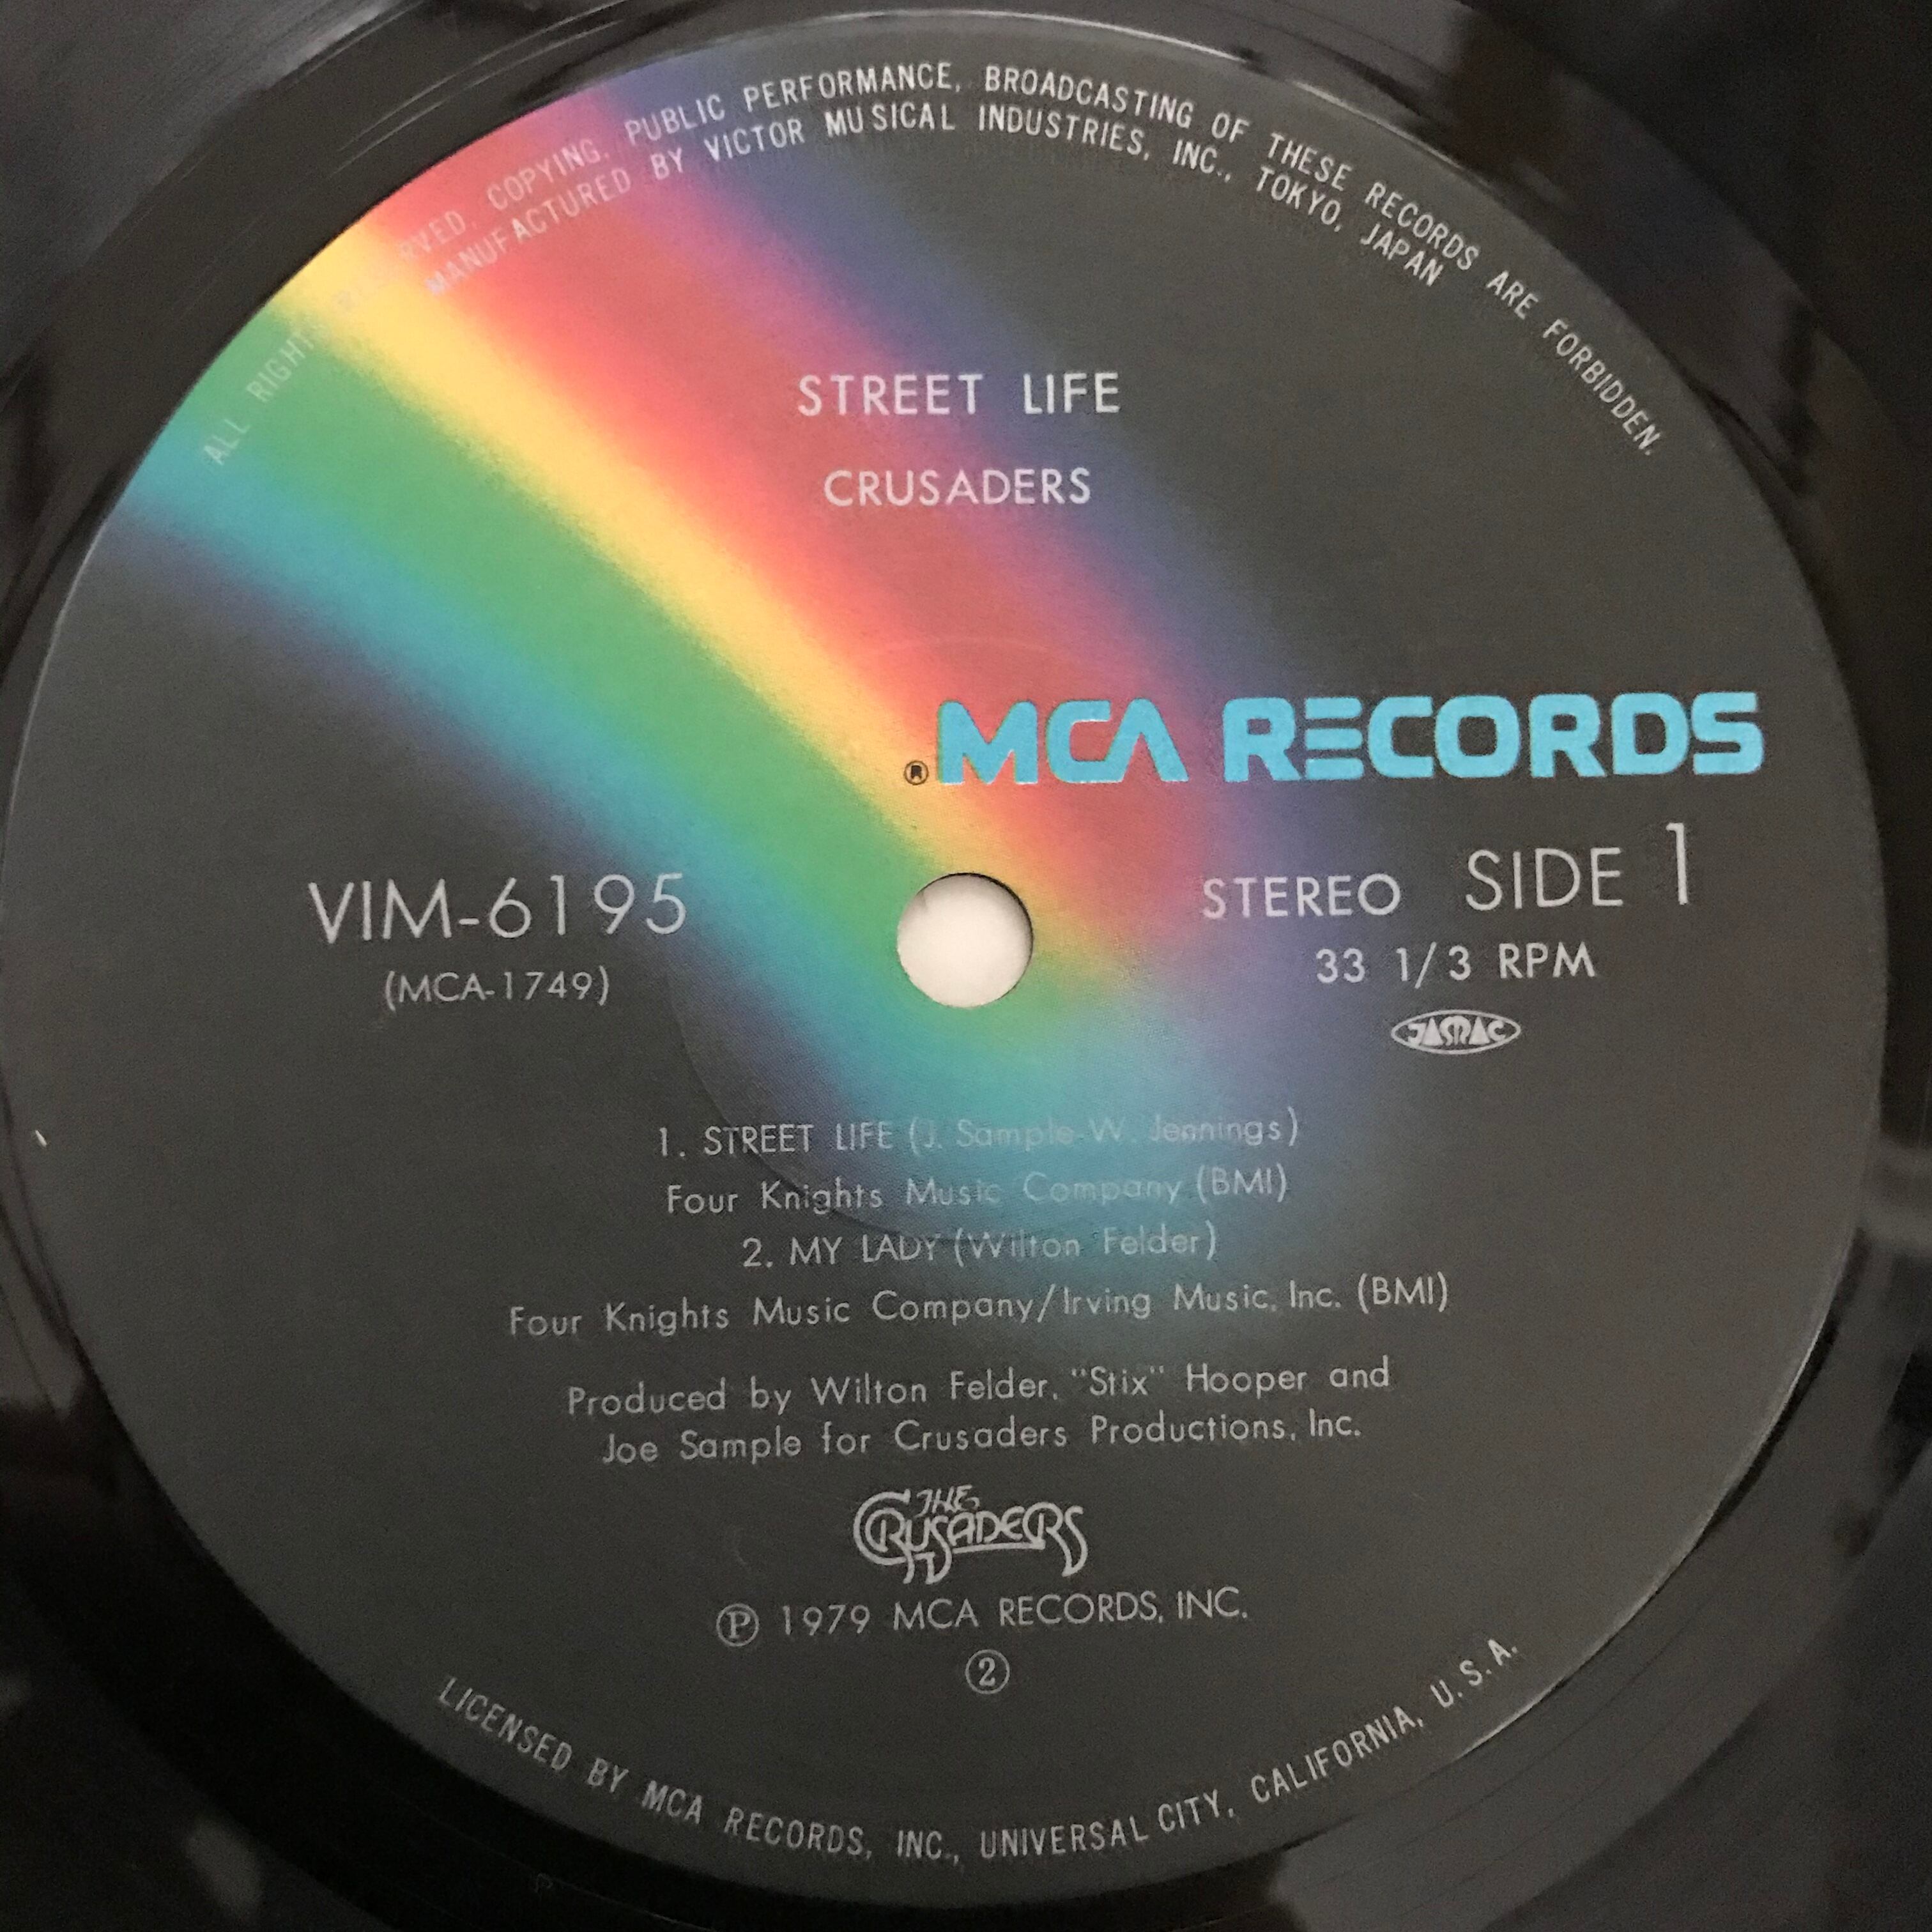 ALL RIGHTS RESERVED. COPYING, PUBLIC PERFORMANCE, BROADCASTING OF THESE RECORDS ARE FORBIDDEN.
MANUFACTURED BY VICTOR MUSICAL INDUSTRIES, INC., TOKYO, JAPAN
STREET LIFE
CRUSADERS
® MCA RECORDS
VIM-6195
(MCA-1749)
STEREO SIDE 1
33 1/3 RPM
JASRAC
1. STREET LIFE (J. Sample-W. Jennings)
Four Knights Music Company (BMI)
2. MY LADY (Wilton Felder)
Four Knights Music Company/Irving Music, Inc. (BMI)
Produced by Wilton Felder, "Stix" Hooper and
Joe Sample for Crusaders Productions, Inc.
THE CRUSADERS
Ⓟ 1979 MCA RECORDS, INC.
②
LICENSED BY MCA RECORDS, INC., UNIVERSAL CITY, CALIFORNIA, U.S.A.